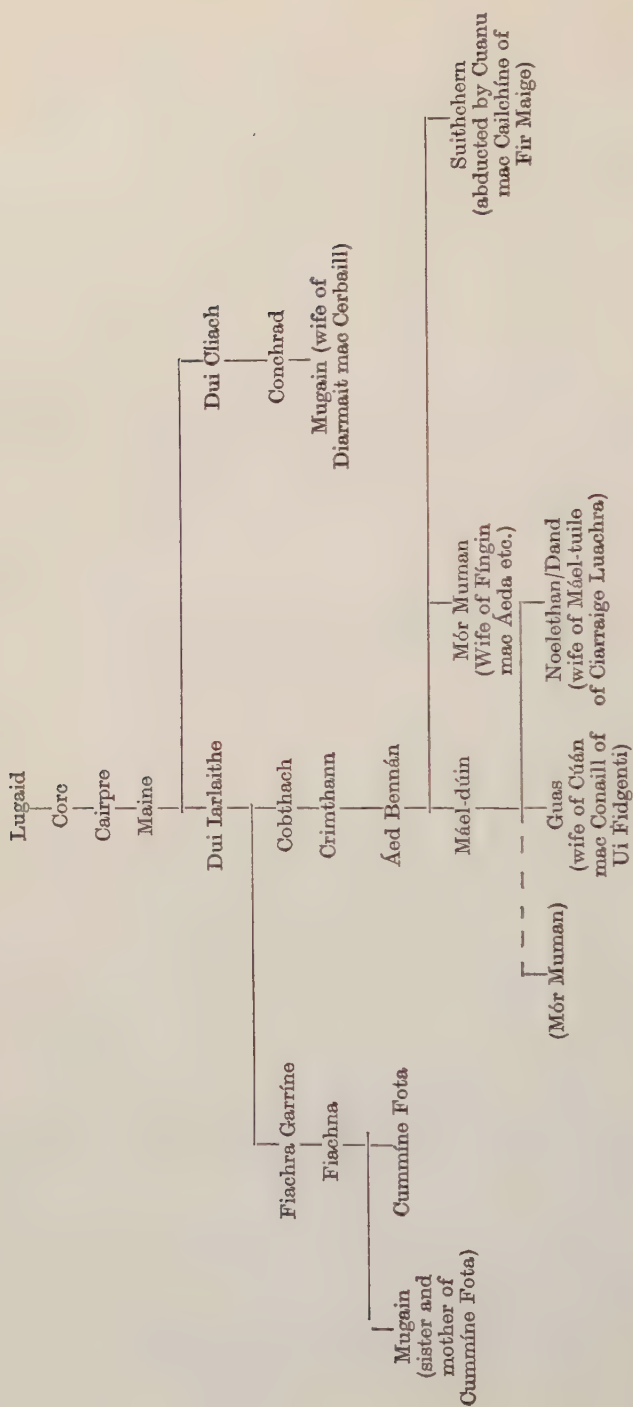 Lugaid
Corc
Cairpre
Maine
Dui Iarlaithe
Dui Cliach
Fiachra Garríne
Cobthach
Conchrad
Fiachna
Crimthann
Mugain (wife of
Diarmait mac Cerbaill)
Mugain
(sister and
mother of
Cummíne Fota)
Cummíne Fota
Áed Bennán
Máel-dúin
Mór Muman
(Wife of Fíngin
mac Áeda etc.)
Suithchern
(abducted by Cuanu
mac Cailchíne of
Fir Maige)
(Mór Muman)
Guas
(wife of Cúán
mac Conaill of
Ui Fidgenti)
Noelethan/Dand
(wife of Máel-tuile
of Ciarraige Luachra)